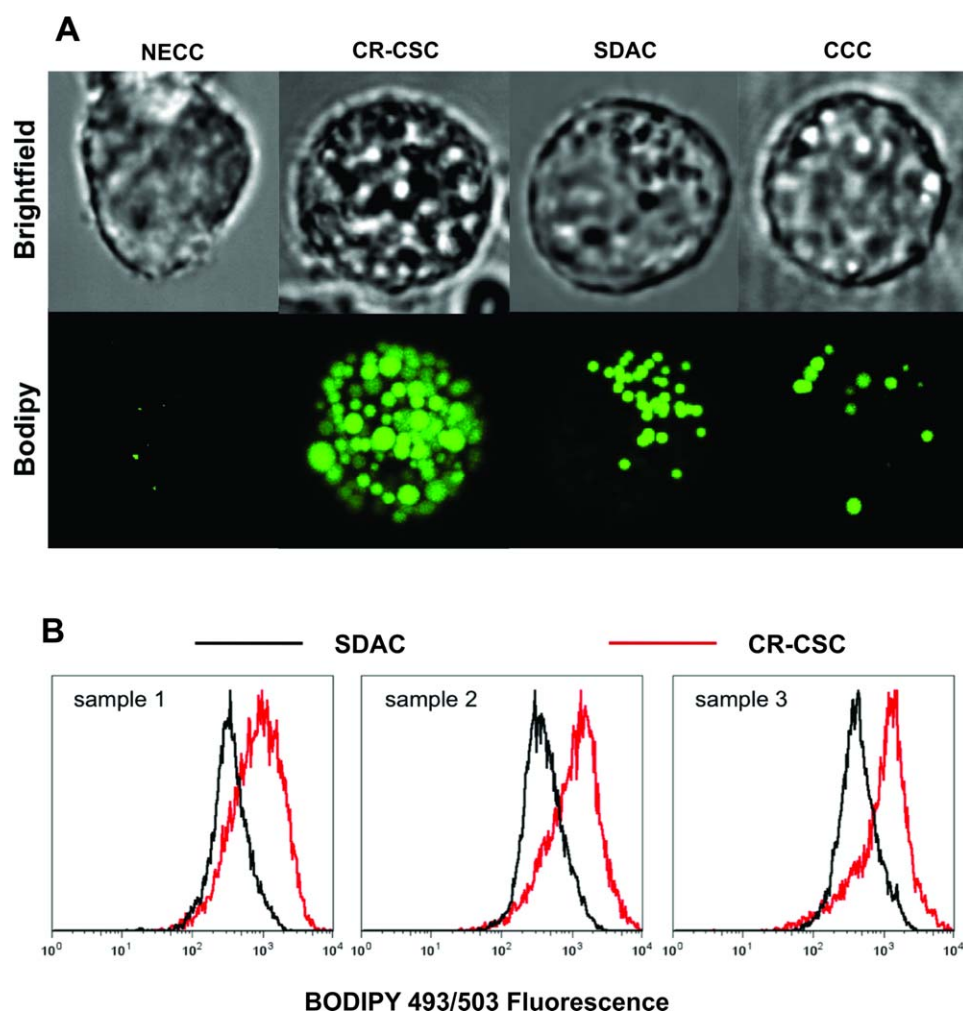 A
NECC CR-CSC SDAC CCC
Brightfield
Bodipy
B
SDAC CR-CSC
sample 1 sample 2 sample 3
10⁰ 10¹ 10² 10³ 10⁴ 10⁰ 10¹ 10² 10³ 10⁴ 10⁰ 10¹ 10² 10³ 10⁴
BODIPY 493/503 Fluorescence